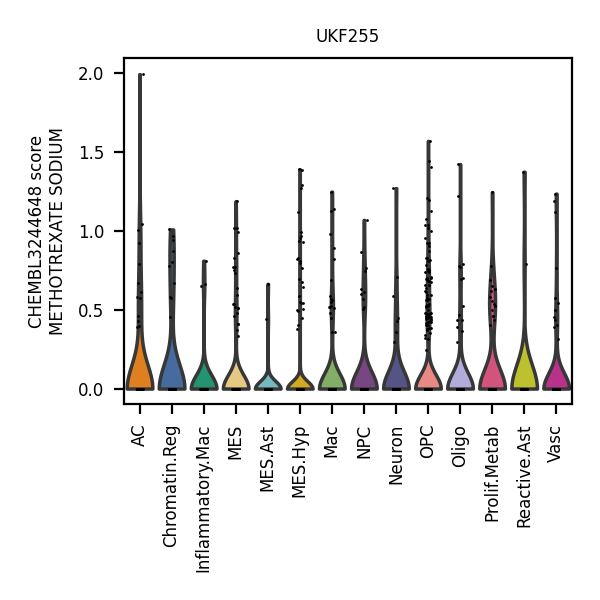 UKF255
CHEMBL3244648 score
METHOTREXATE SODIUM
2.0
1.5
1.0
0.5
0.0
AC
Chromatin.Reg
Inflammatory.Mac
MES
MES.Ast
MES.Hyp
Mac
NPC
Neuron
OPC
Oligo
Prolif.Metab
Reactive.Ast
Vasc